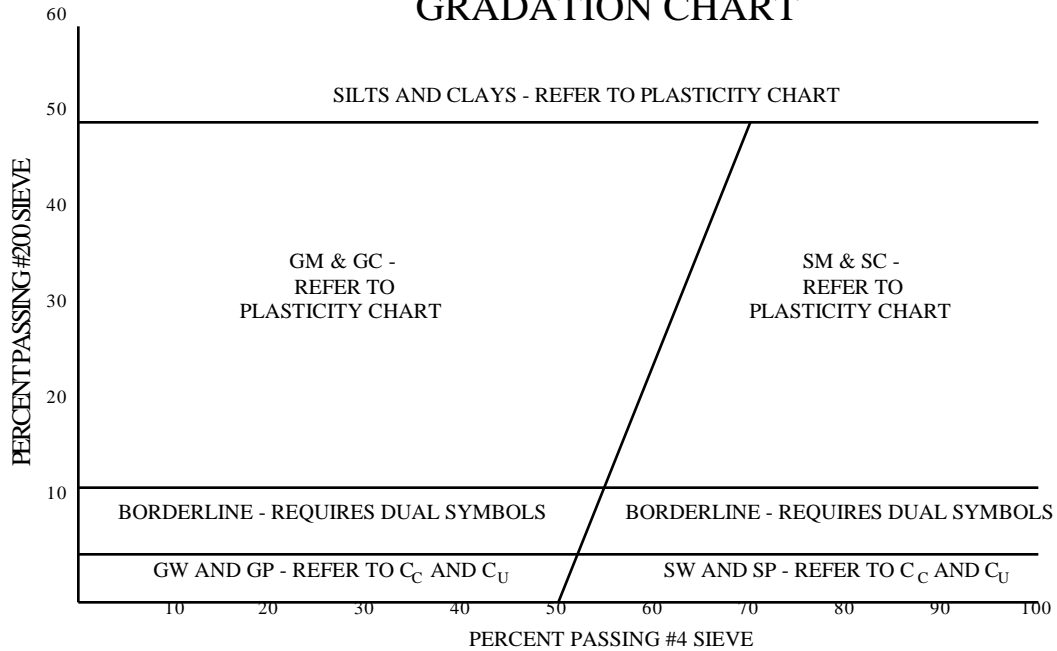 GRADATION CHART
60
SILTS AND CLAYS - REFER TO PLASTICITY CHART
50
40
PERCENT PASSING #200 SIEVE
GM & GC -
REFER TO
PLASTICITY CHART
SM & SC -
REFER TO
PLASTICITY CHART
30
20
10
BORDERLINE - REQUIRES DUAL SYMBOLS
BORDERLINE - REQUIRES DUAL SYMBOLS
GW AND GP - REFER TO CC AND CU
SW AND SP - REFER TO CC AND CU
10 20 30 40 50 60 70 80 90 100
PERCENT PASSING #4 SIEVE